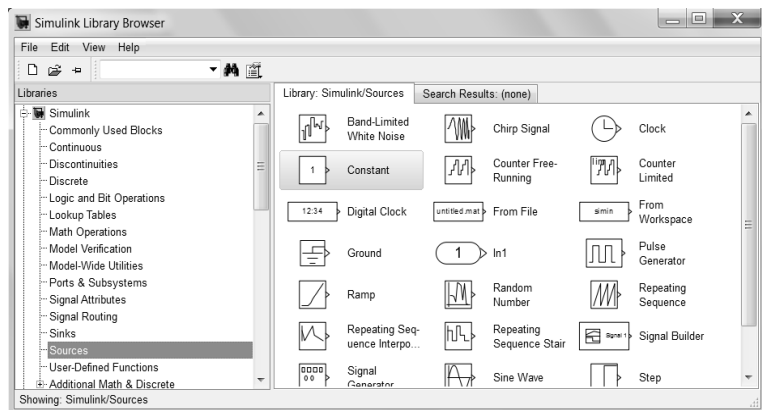 Simulink Library Browser
X
File Edit View Help
Libraries
Library: Simulink/Sources
Search Results: (none)
Simulink
Commonly Used Blocks
Continuous
Discontinuities
Discrete
Logic and Bit Operations
Lookup Tables
Math Operations
Model Verification
Model-Wide Utilities
Ports & Subsystems
Signal Attributes
Signal Routing
Sinks
Sources
User-Defined Functions
Additional Math & Discrete
Band-Limited
White Noise
Chirp Signal
Clock
1
Constant
Counter Free-
Running
lim
Counter
Limited
12:34
Digital Clock
untitled.mat
From File
simin
From
Workspace
Ground
1
In1
Pulse
Generator
Ramp
Random
Number
Repeating
Sequence
Repeating Seq-
uence Interpo...
Repeating
Sequence Stair
Signal 1
Signal Builder
Signal
Generator
Sine Wave
Step
Showing: Simulink/Sources